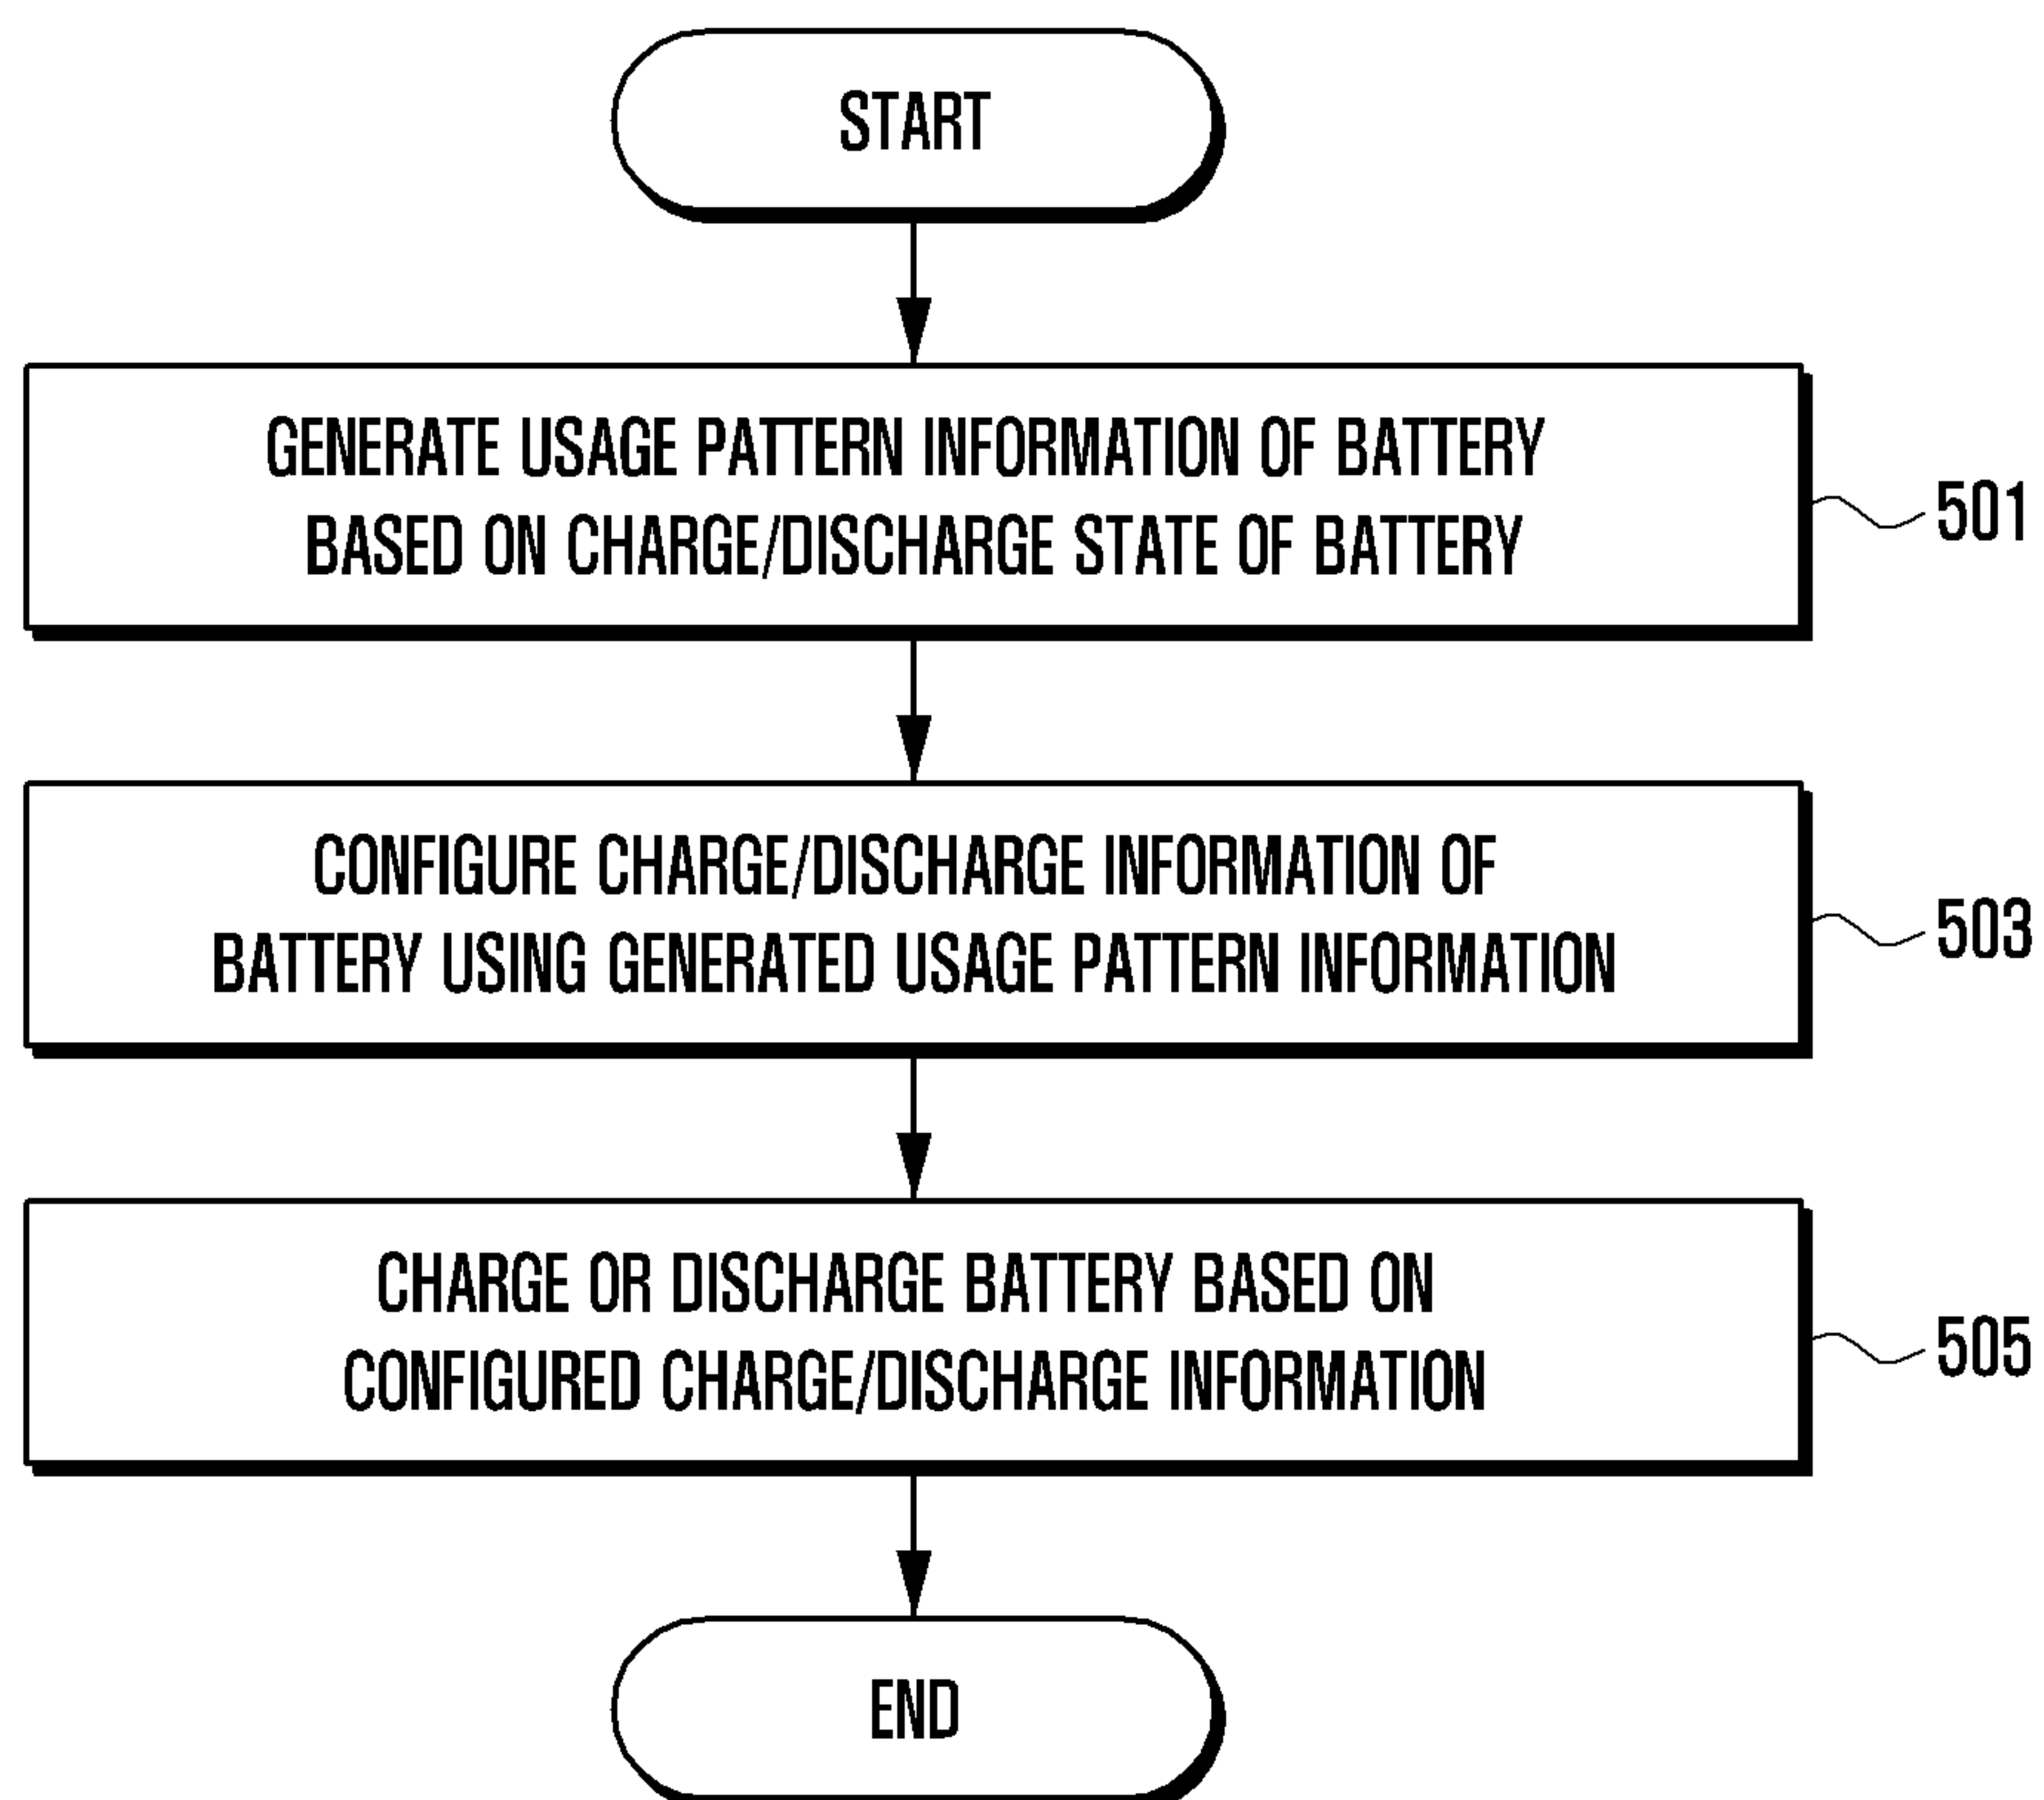 START
GENERATE USAGE PATTERN INFORMATION OF BATTERY
BASED ON CHARGE/DISCHARGE STATE OF BATTERY
501
CONFIGURE CHARGE/DISCHARGE INFORMATION OF
BATTERY USING GENERATED USAGE PATTERN INFORMATION
503
CHARGE OR DISCHARGE BATTERY BASED ON
CONFIGURED CHARGE/DISCHARGE INFORMATION
505
END